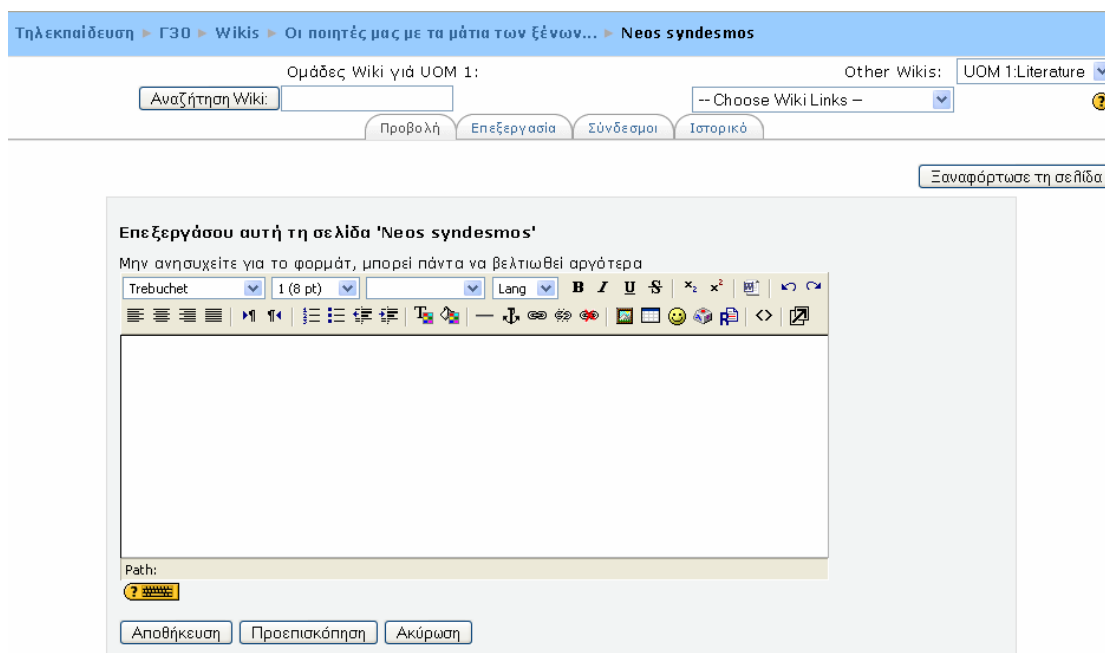 Τηλεκπαίδευση ► Γ30 ► Wikis ► Οι ποιητές μας με τα μάτια των ξένων... ► Neos syndesmos
Ομάδες Wiki γιά UOM 1: Other Wikis: UOM 1:Literature
Αναζήτηση Wiki: -- Choose Wiki Links --
Προβολή Επεξεργασία Σύνδεσμοι Ιστορικό
Ξαναφόρτωσε τη σελίδα
Επεξεργάσου αυτή τη σελίδα 'Neos syndesmos'
Μην ανησυχείτε για το φορμάτ, μπορεί πάντα να βελτιωθεί αργότερα
Trebuchet 1 (8 pt) Lang B I U S x₂ x²
Path:
Αποθήκευση Προεπισκόπηση Ακύρωση